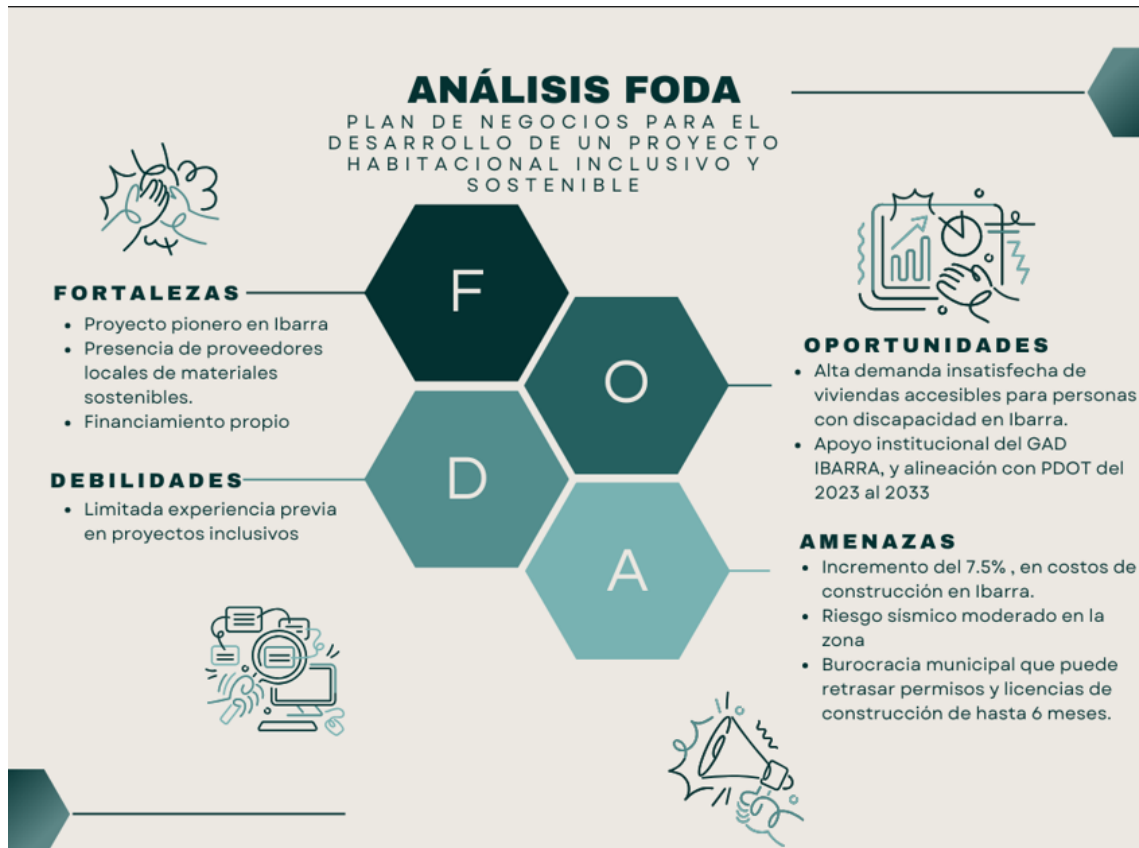 ANÁLISIS FODA
PLAN DE NEGOCIOS PARA EL
DESARROLLO DE UN PROYECTO
HABITACIONAL INCLUSIVO Y
SOSTENIBLE
F
FORTALEZAS
• Proyecto pionero en Ibarra
• Presencia de proveedores
locales de materiales
sostenibles.
• Financiamiento propio
O
OPORTUNIDADES
• Alta demanda insatisfecha de
viviendas accesibles para personas
con discapacidad en Ibarra.
• Apoyo institucional del GAD
IBARRA, y alineación con PDOT del
2023 al 2033
D
DEBILIDADES
• Limitada experiencia previa
en proyectos inclusivos
A
AMENAZAS
• Incremento del 7.5% , en costos de
construcción en Ibarra.
• Riesgo sísmico moderado en la
zona
• Burocracia municipal que puede
retrasar permisos y licencias de
construcción de hasta 6 meses.